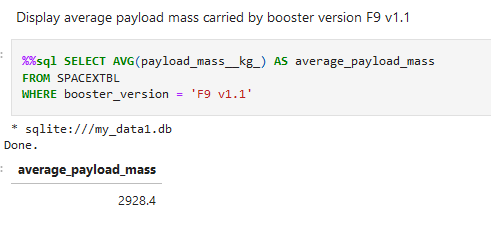 Display average payload mass carried by booster version F9 v1.1
%%sql SELECT AVG(payload_mass__kg_) AS average_payload_mass
FROM SPACEXTBL
WHERE booster_version = 'F9 v1.1'
* sqlite:///my_data1.db
Done.
average_payload_mass
2928.4